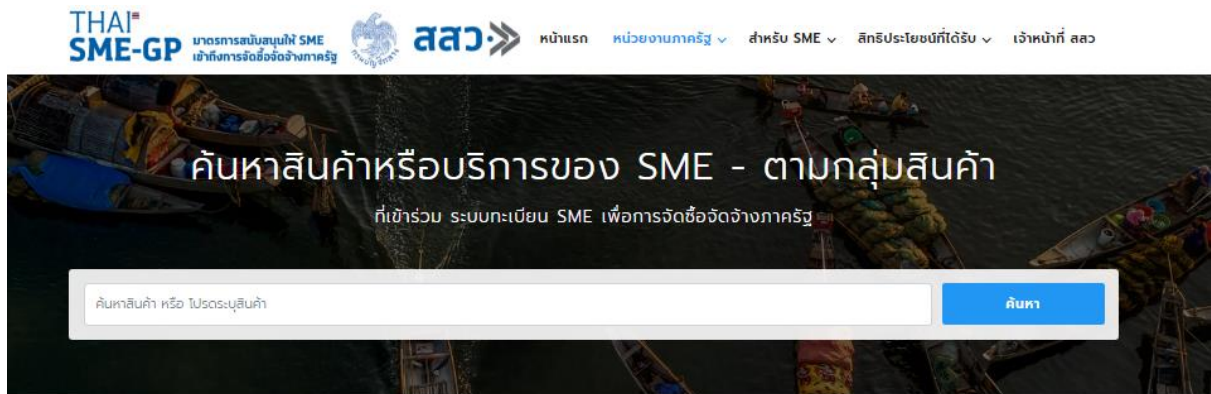 THAI
SME-GP
มาตรการสนับสนุนให้ SME
เข้าถึงการจัดซื้อจัดจ้างภาครัฐ
สสว.
หน้าแรก
หน่วยงานภาครัฐ
สำหรับ SME
สิทธิประโยชน์ที่ได้รับ
เจ้าหน้าที่ สสว
ค้นหาสินค้าหรือบริการของ SME - ตามกลุ่มสินค้า
ที่เข้าร่วม ระบบทะเบียน SME เพื่อการจัดซื้อจัดจ้างภาครัฐ
ค้นหาสินค้า หรือ โปรดระบุสินค้า
ค้นหา